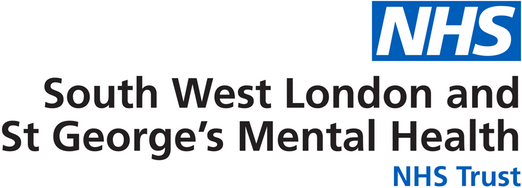 NHS
South West London and
St George's Mental Health
NHS Trust